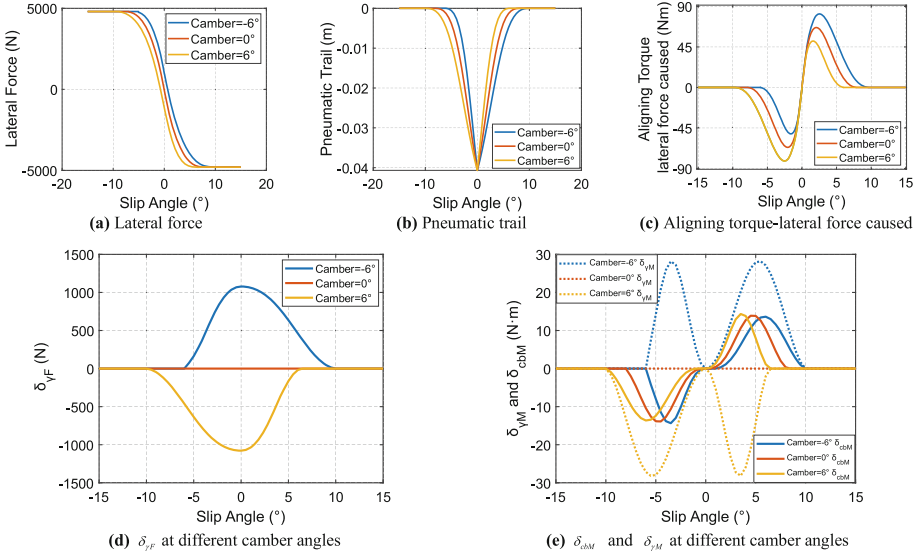 5000
0
-5000
Lateral Force (N)
Camber=-6°
Camber=0°
Camber=6°
-20 -10 0 10 20
Slip Angle (°)
(a) Lateral force
0
-0.01
-0.02
-0.03
-0.04
Pneumatic Trail (m)
Camber=-6°
Camber=0°
Camber=6°
-20 -10 0 10 20
Slip Angle (°)
(b) Pneumatic trail
90
45
0
-45
-90
Aligning Torque
lateral force caused (Nm)
Camber=-6°
Camber=0°
Camber=6°
-15 -10 -5 0 5 10 15
Slip Angle (°)
(c) Aligning torque-lateral force caused
1500
1000
500
0
-500
-1000
-1500
δγF (N)
Camber=-6°
Camber=0°
Camber=6°
-15 -10 -5 0 5 10 15
Slip Angle (°)
(d) δγF at different camber angles
30
20
10
0
-10
-20
-30
δγM and δcbM (N·m)
Camber=-6° δγM
Camber=0° δγM
Camber=6° δγM
Camber=-6° δcbM
Camber=0° δcbM
Camber=6° δcbM
-15 -10 -5 0 5 10 15
Slip Angle (°)
(e) δcbM and δγM at different camber angles